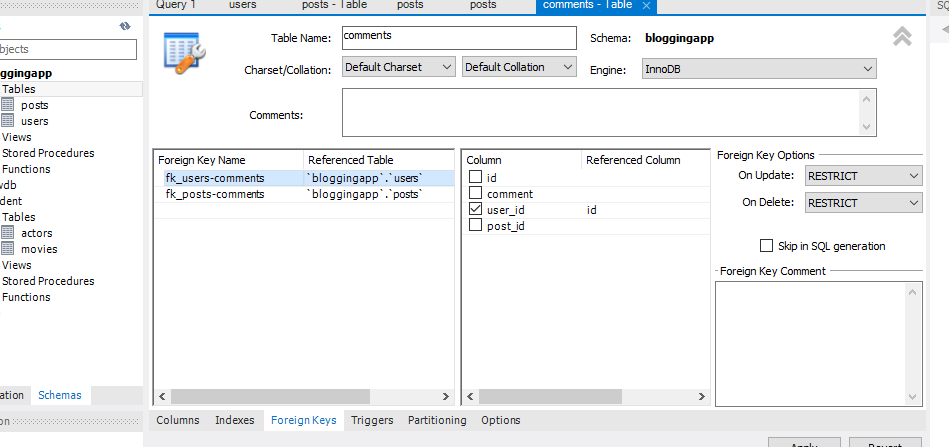 Query 1 users posts - Table posts posts comments - Table
Table Name: comments Schema: bloggingapp
Charset/Collation: Default Charset Default Collation Engine: InnoDB
Comments:
bjects
ggingapp
Tables
posts
users
Views
Stored Procedures
Functions
wdb
dent
Tables
actors
movies
Views
Stored Procedures
Functions
ation Schemas
on
Foreign Key Name Referenced Table
fk_users-comments `bloggingapp`.`users`
fk_posts-comments `bloggingapp`.`posts`
Column Referenced Column
id
comment
user_id id
post_id
Foreign Key Options
On Update: RESTRICT
On Delete: RESTRICT
Skip in SQL generation
Foreign Key Comment
Columns Indexes Foreign Keys Triggers Partitioning Options
Apply Revert
SQ